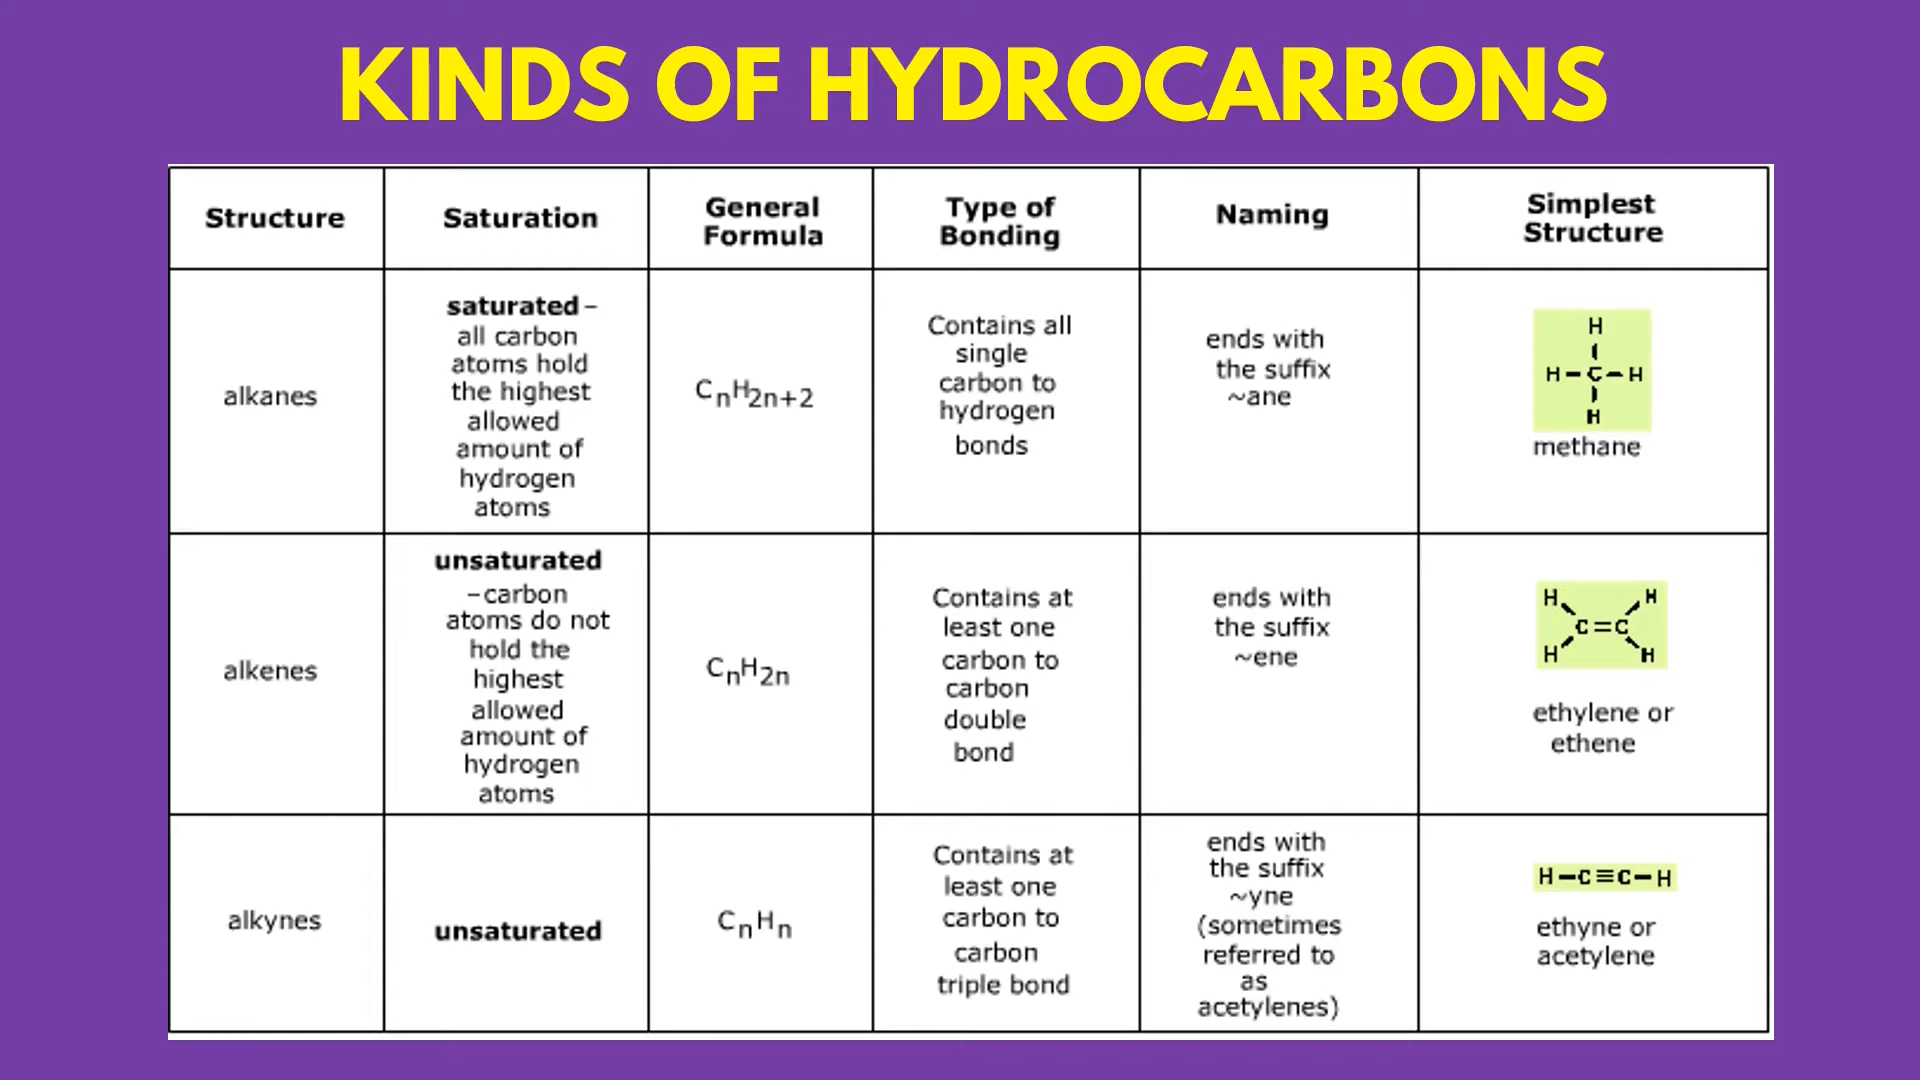 KINDS OF HYDROCARBONS
Structure
Saturation
General
Formula
Type of
Bonding
Naming
Simplest
Structure
alkanes
saturated –
all carbon
atoms hold
the highest
allowed
amount of
hydrogen
atoms
CnH2n+2
Contains all
single
carbon to
hydrogen
bonds
ends with
the suffix
~ane
H
H – C – H
H
methane
alkenes
unsaturated
– carbon
atoms do not
hold the
highest
allowed
amount of
hydrogen
atoms
CnH2n
Contains at
least one
carbon to
carbon
double
bond
ends with
the suffix
~ene
H H
C=C
H H
ethylene or
ethene
alkynes
unsaturated
CnHn
Contains at
least one
carbon to
carbon
triple bond
ends with
the suffix
~yne
(sometimes
referred to
as
acetylenes)
H–C≡C–H
ethyne or
acetylene